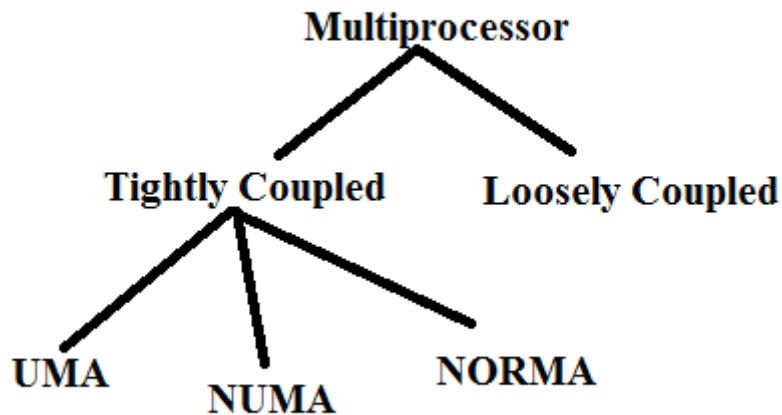 Multiprocessor
Tightly Coupled
Loosely Coupled
UMA
NUMA
NORMA